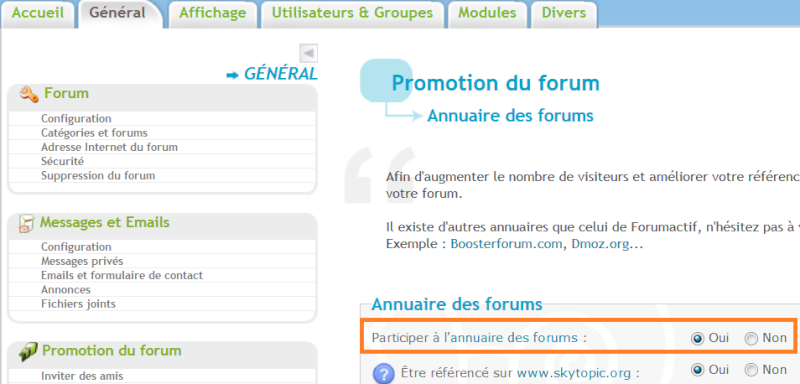 Accueil
Général
Affichage
Utilisateurs & Groupes
Modules
Divers
GÉNÉRAL
Forum
Configuration
Catégories et forums
Adresse Internet du forum
Sécurité
Suppression du forum
Messages et Emails
Configuration
Messages privés
Emails et formulaire de contact
Annonces
Fichiers joints
Promotion du forum
Inviter des amis
Promotion du forum
Annuaire des forums
Afin d'augmenter le nombre de visiteurs et améliorer votre référenc
votre forum.
Il existe d'autres annuaires que celui de Forumactif, n'hésitez pas à
Exemple : Boosterforum.com, Dmoz.org...
Annuaire des forums
Participer à l'annuaire des forums : Oui Non
? Être référencé sur www.skytopic.org : Oui Non